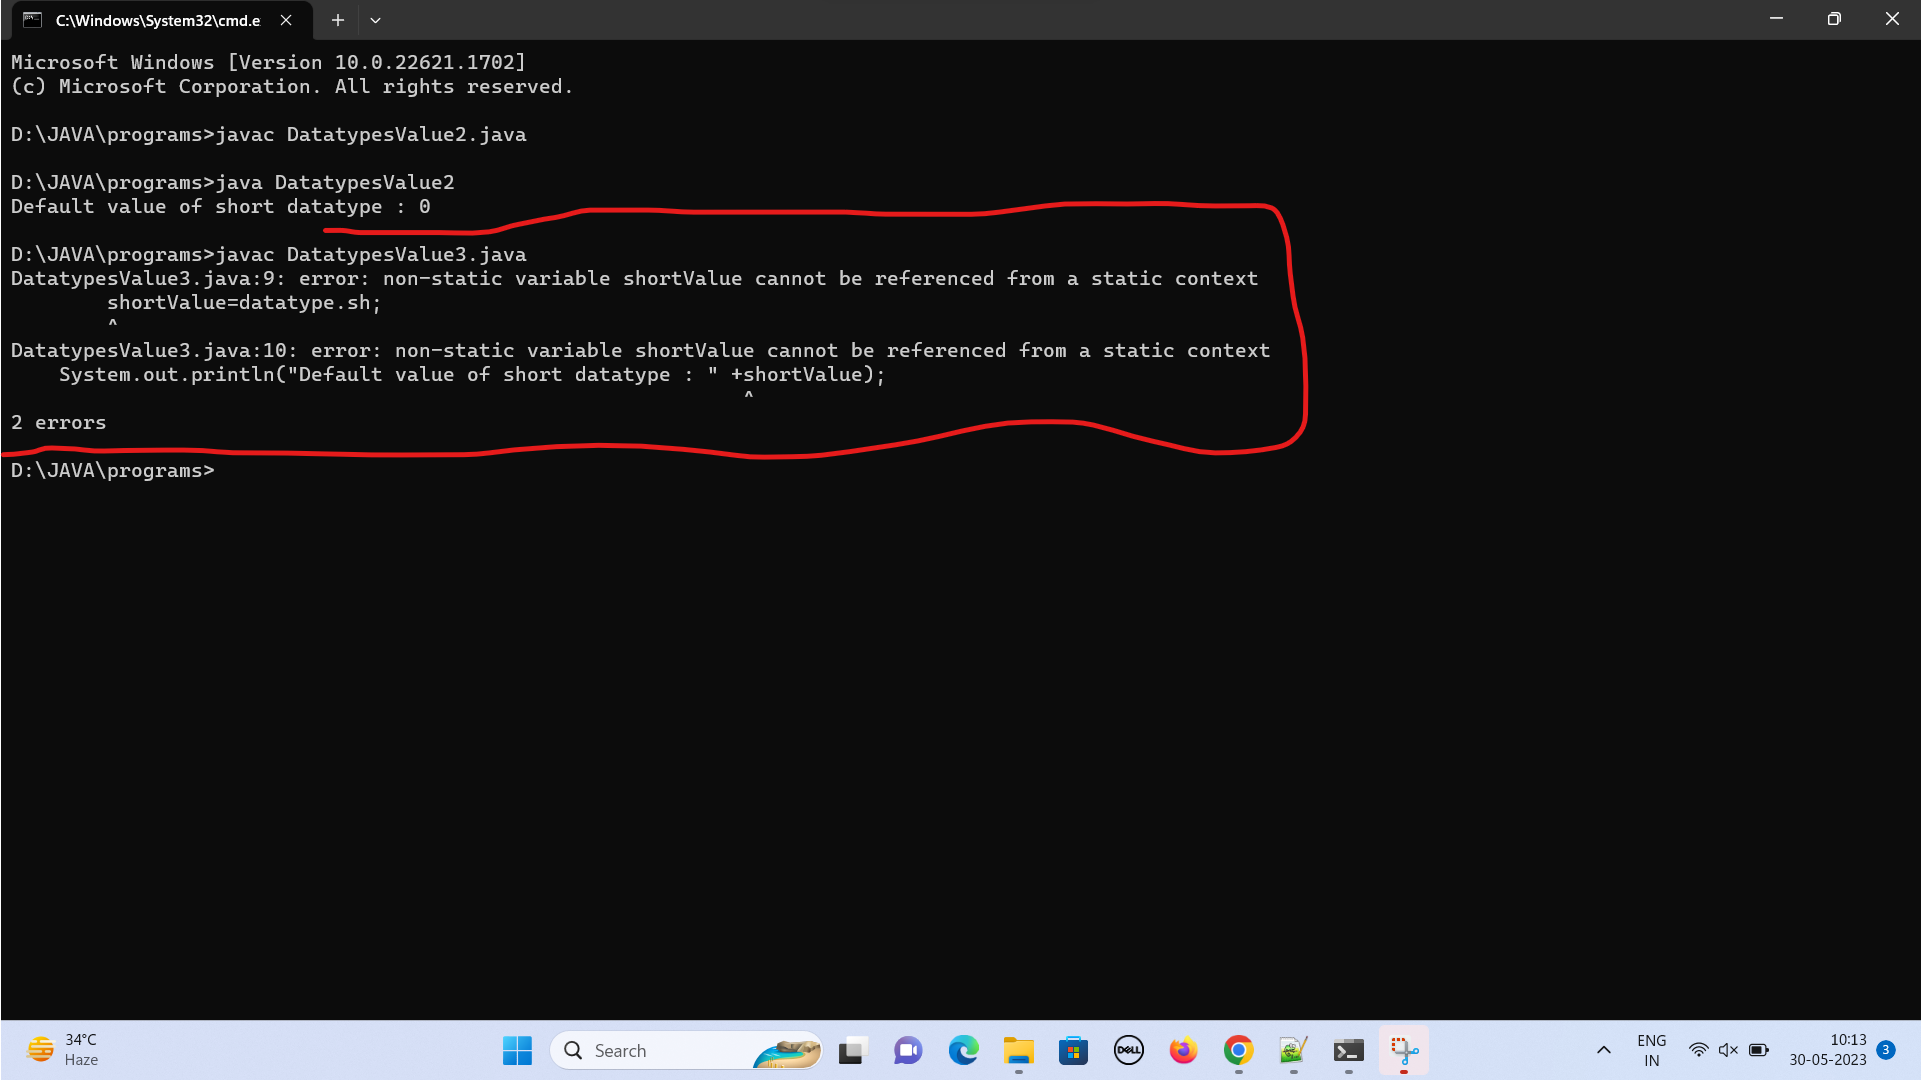 C:\Windows\System32\cmd.e
Microsoft Windows [Version 10.0.22621.1702]
(c) Microsoft Corporation. All rights reserved.
D:\JAVA\programs>javac DatatypesValue2.java
D:\JAVA\programs>java DatatypesValue2
Default value of short datatype : 0
D:\JAVA\programs>javac DatatypesValue3.java
DatatypesValue3.java:9: error: non-static variable shortValue cannot be referenced from a static context
        shortValue=datatype.sh;
        ^
DatatypesValue3.java:10: error: non-static variable shortValue cannot be referenced from a static context
    System.out.println("Default value of short datatype : " +shortValue);
                                                             ^
2 errors
D:\JAVA\programs>
34°C
Haze
Search
DELL
ENG
IN
10:13
30-05-2023
3